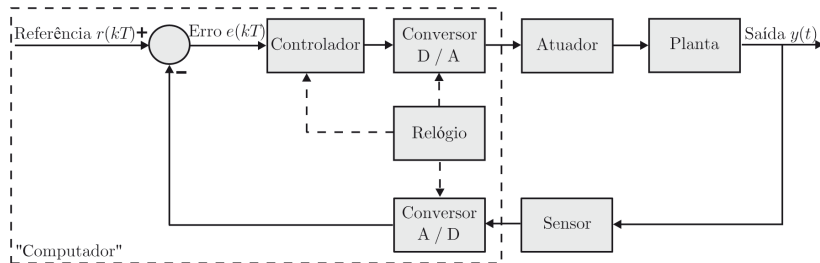 Referência r(kT)
+
Erro e(kT)
Controlador
Conversor
D / A
Atuador
Planta
Saída y(t)
−
Relógio
Conversor
A / D
Sensor
"Computador"